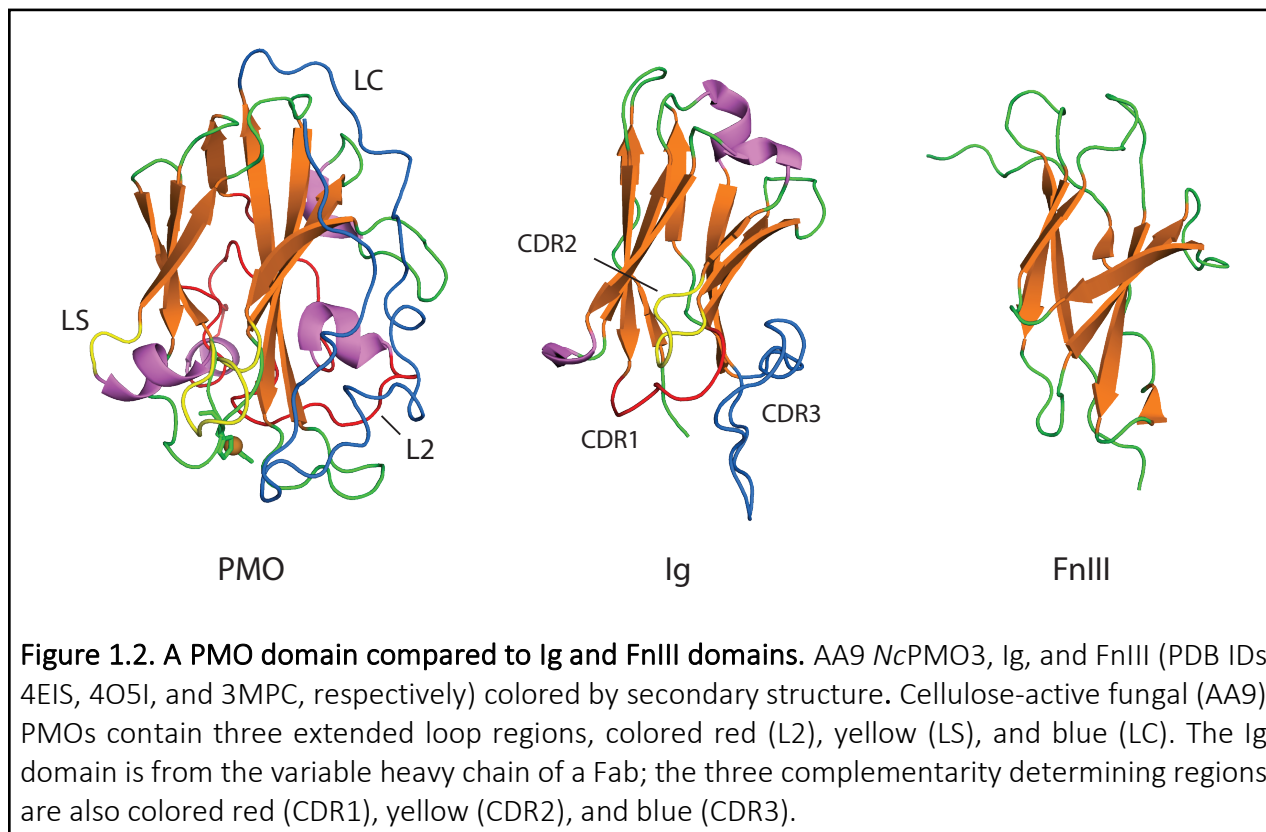 LC
LS
L2
PMO
CDR2
CDR1
CDR3
Ig
FnIII
Figure 1.2. A PMO domain compared to Ig and FnIII domains. AA9 NcPMO3, Ig, and FnIII (PDB IDs
4EIS, 4O5I, and 3MPC, respectively) colored by secondary structure. Cellulose-active fungal (AA9)
PMOs contain three extended loop regions, colored red (L2), yellow (LS), and blue (LC). The Ig
domain is from the variable heavy chain of a Fab; the three complementarity determining regions
are also colored red (CDR1), yellow (CDR2), and blue (CDR3).